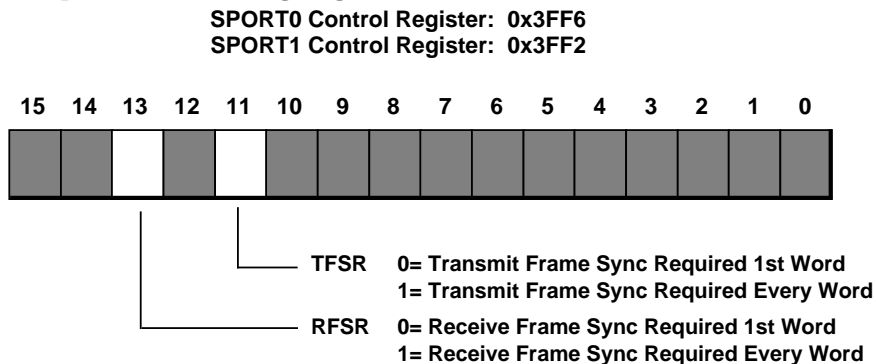 SPORT0 Control Register: 0x3FF6
SPORT1 Control Register: 0x3FF2
15 14 13 12 11 10 9 8 7 6 5 4 3 2 1 0
TFSR 0= Transmit Frame Sync Required 1st Word
1= Transmit Frame Sync Required Every Word
RFSR 0= Receive Frame Sync Required 1st Word
1= Receive Frame Sync Required Every Word